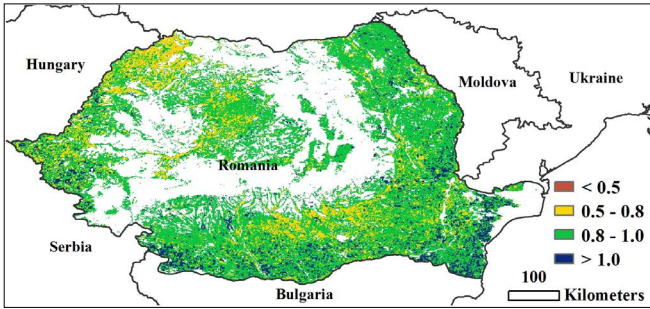 Hungary
Moldova
Ukraine
Romania
Serbia
Bulgaria
< 0.5
0.5 - 0.8
0.8 - 1.0
> 1.0
100
Kilometers